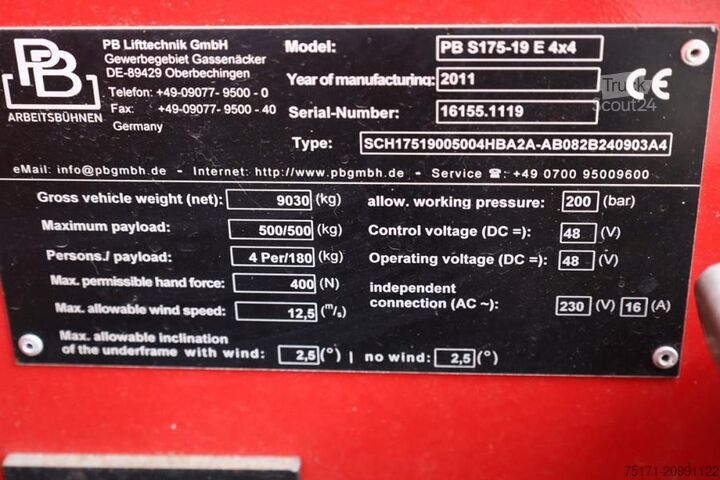 PB
ARBEITSBÜHNEN
PB Lifttechnik GmbH
Gewerbegebiet Gassenäcker
DE-89429 Oberbechingen
Telefon: +49-09077- 9500 - 0
Fax: +49-09077- 9500 - 40
Germany
Model: PB S175-19 E 4x4
Year of manufacturing: 2011
Serial-Number: 16155.1119
CE
Truck
Scout24
Type: SCH17519005004HBA2A-AB082B240903A4
eMail: info@pbgmbh.de - Internet: http://www.pbgmbh.de - Service ☎: +49 0700 95009600
Gross vehicle weight (net): 9030 (kg)
Maximum payload: 500/500 (kg)
Persons./ payload: 4 Per/180 (kg)
Max. permissible hand force: 400 (N)
Max. allowable wind speed: 12,5 (m/s)
Max. allowable inclination
of the underframe with wind: 2,5 (°) | no wind: 2,5 (°)
allow. working pressure: 200 (bar)
Control voltage (DC =): 48 (V)
Operating voltage (DC =): 48 (V)
independent
connection (AC ~): 230 (V) 16 (A)
75171-20991122